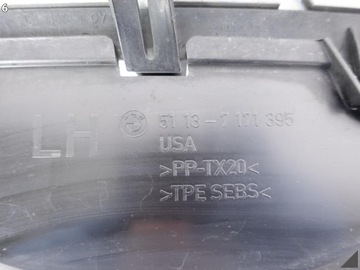 LH 51 13-7 171 395
USA
>PP-TX20<
>TPE SEBS<